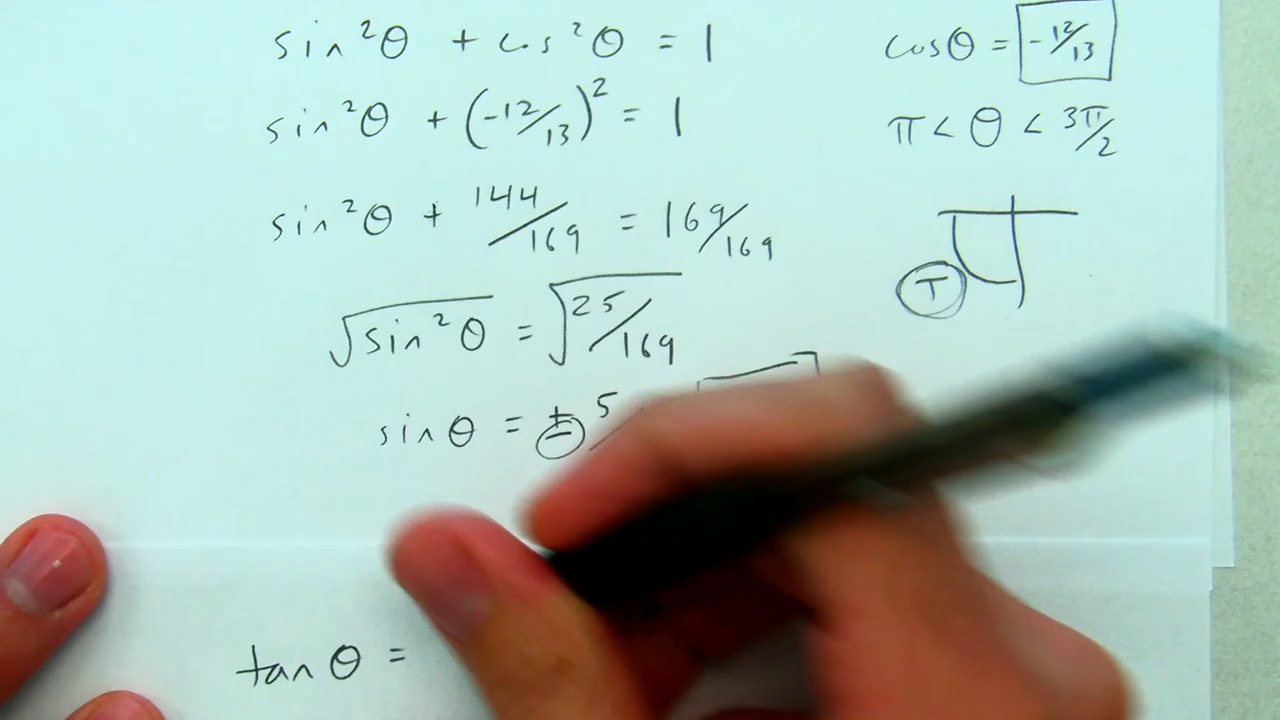 sin²θ + cos²θ = 1
sin²θ + (-12/13)² = 1
sin²θ + 144/169 = 169/169
√sin²θ = √25/169
sinθ = ± 5/
tanθ =
cosθ = -12/13
π < θ < 3π/2
T